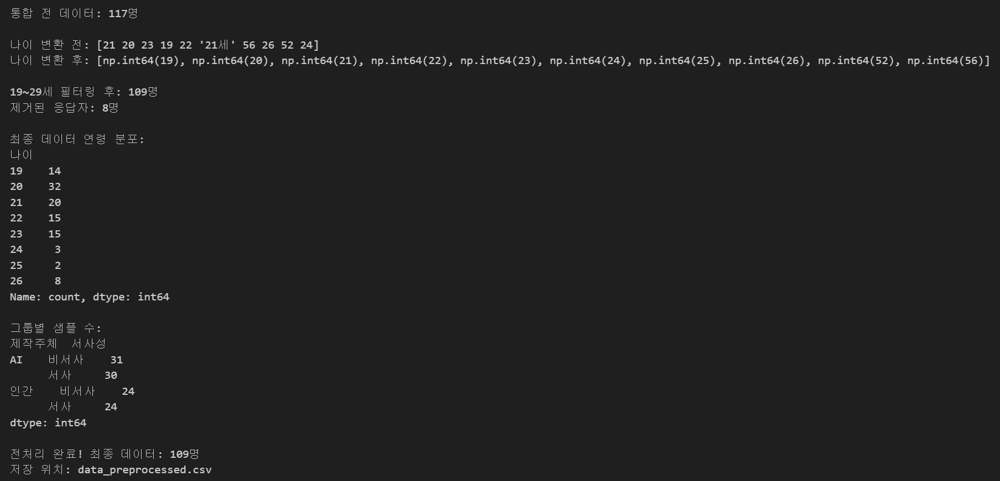 통합 전 데이터: 117명
나이 변환 전: [21 20 23 19 22 '21세' 56 26 52 24]
나이 변환 후: [np.int64(19), np.int64(20), np.int64(21), np.int64(22), np.int64(23), np.int64(24), np.int64(25), np.int64(26), np.int64(52), np.int64(56)]
19~29세 필터링 후: 109명
제거된 응답자: 8명
최종 데이터 연령 분포:
나이
19    14
20    32
21    20
22    15
23    15
24     3
25     2
26     8
Name: count, dtype: int64
그룹별 샘플 수:
제작주체  서사성
AI    비서사    31
      서사     30
인간    비서사    24
      서사     24
dtype: int64
전처리 완료! 최종 데이터: 109명
저장 위치: data_preprocessed.csv